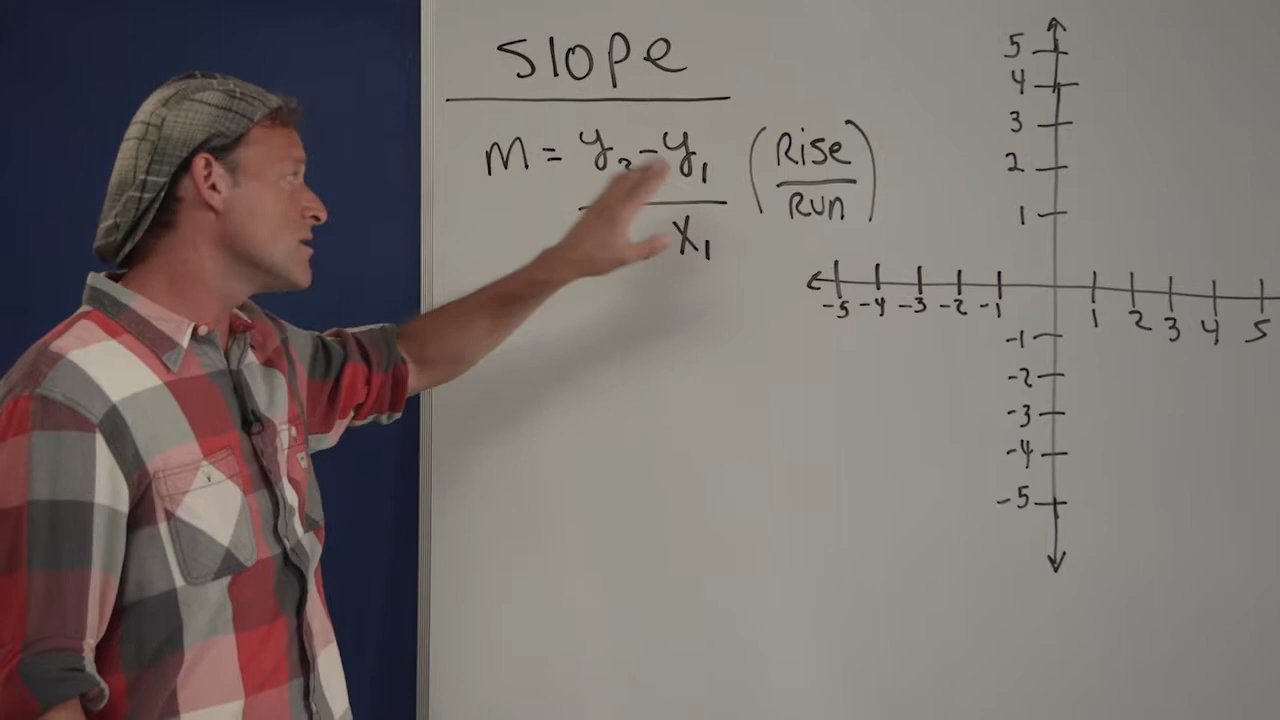 Slope
m = y₂ - y₁ (Rise
Run)
x₁
5
4
3
2
1
-5 -4 -3 -2 -1 1 2 3 4 5
-1
-2
-3
-4
-5